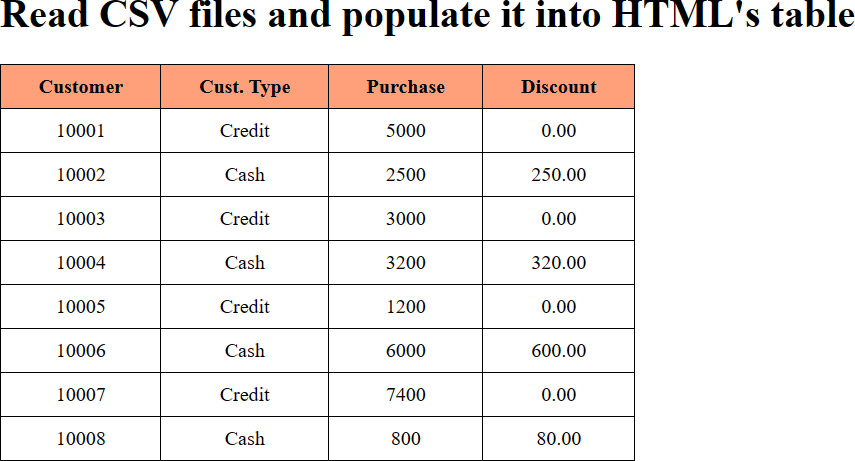 Read CSV files and populate it into HTML's table
Customer Cust. Type Purchase Discount
10001 Credit 5000 0.00
10002 Cash 2500 250.00
10003 Credit 3000 0.00
10004 Cash 3200 320.00
10005 Credit 1200 0.00
10006 Cash 6000 600.00
10007 Credit 7400 0.00
10008 Cash 800 80.00